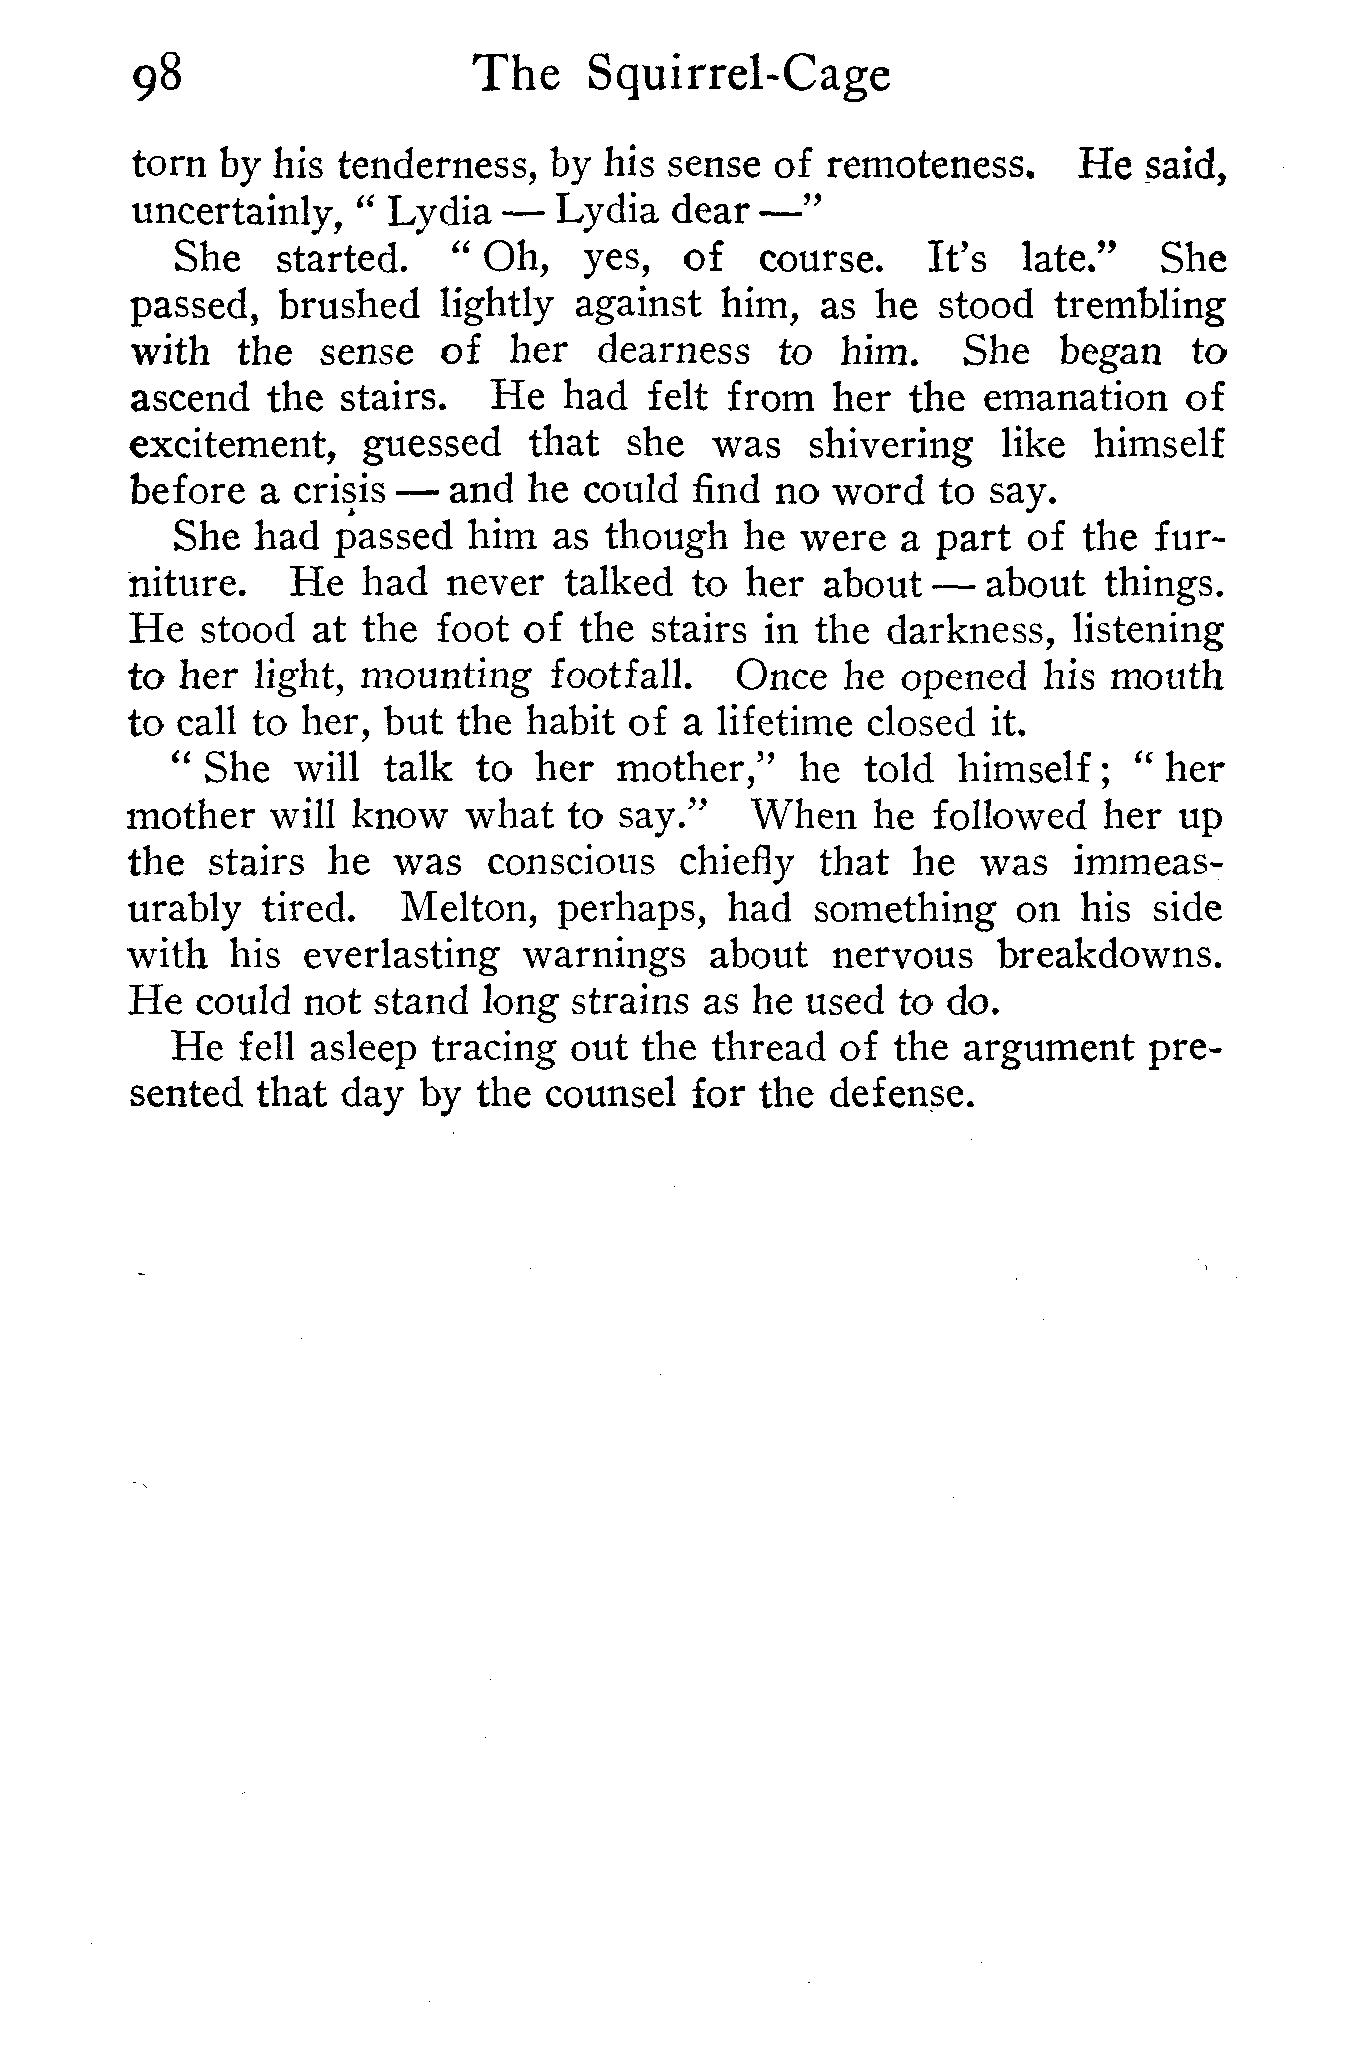 98 The Squirrel-Cage
torn by his tenderness, by his sense of remoteness. He said,
uncertainly, “ Lydia — Lydia dear —”
She started. “ Oh, yes, of course. It’s late.” She
passed, brushed lightly against him, as he stood trembling
with the sense of her dearness to him. She began to
ascend the stairs. He had felt from her the emanation of
excitement, guessed that she was shivering like himself
before a crisis — and he could find no word to say.
She had passed him as though he were a part of the fur-
niture. He had never talked to her about — about things.
He stood at the foot of the stairs in the darkness, listening
to her light, mounting footfall. Once he opened his mouth
to call to her, but the habit of a lifetime closed it.
“ She will talk to her mother,” he told himself; “ her
mother will know what to say.” When he followed her up
the stairs he was conscious chiefly that he was immeas-
urably tired. Melton, perhaps, had something on his side
with his everlasting warnings about nervous breakdowns.
He could not stand long strains as he used to do.
He fell asleep tracing out the thread of the argument pre-
sented that day by the counsel for the defense.